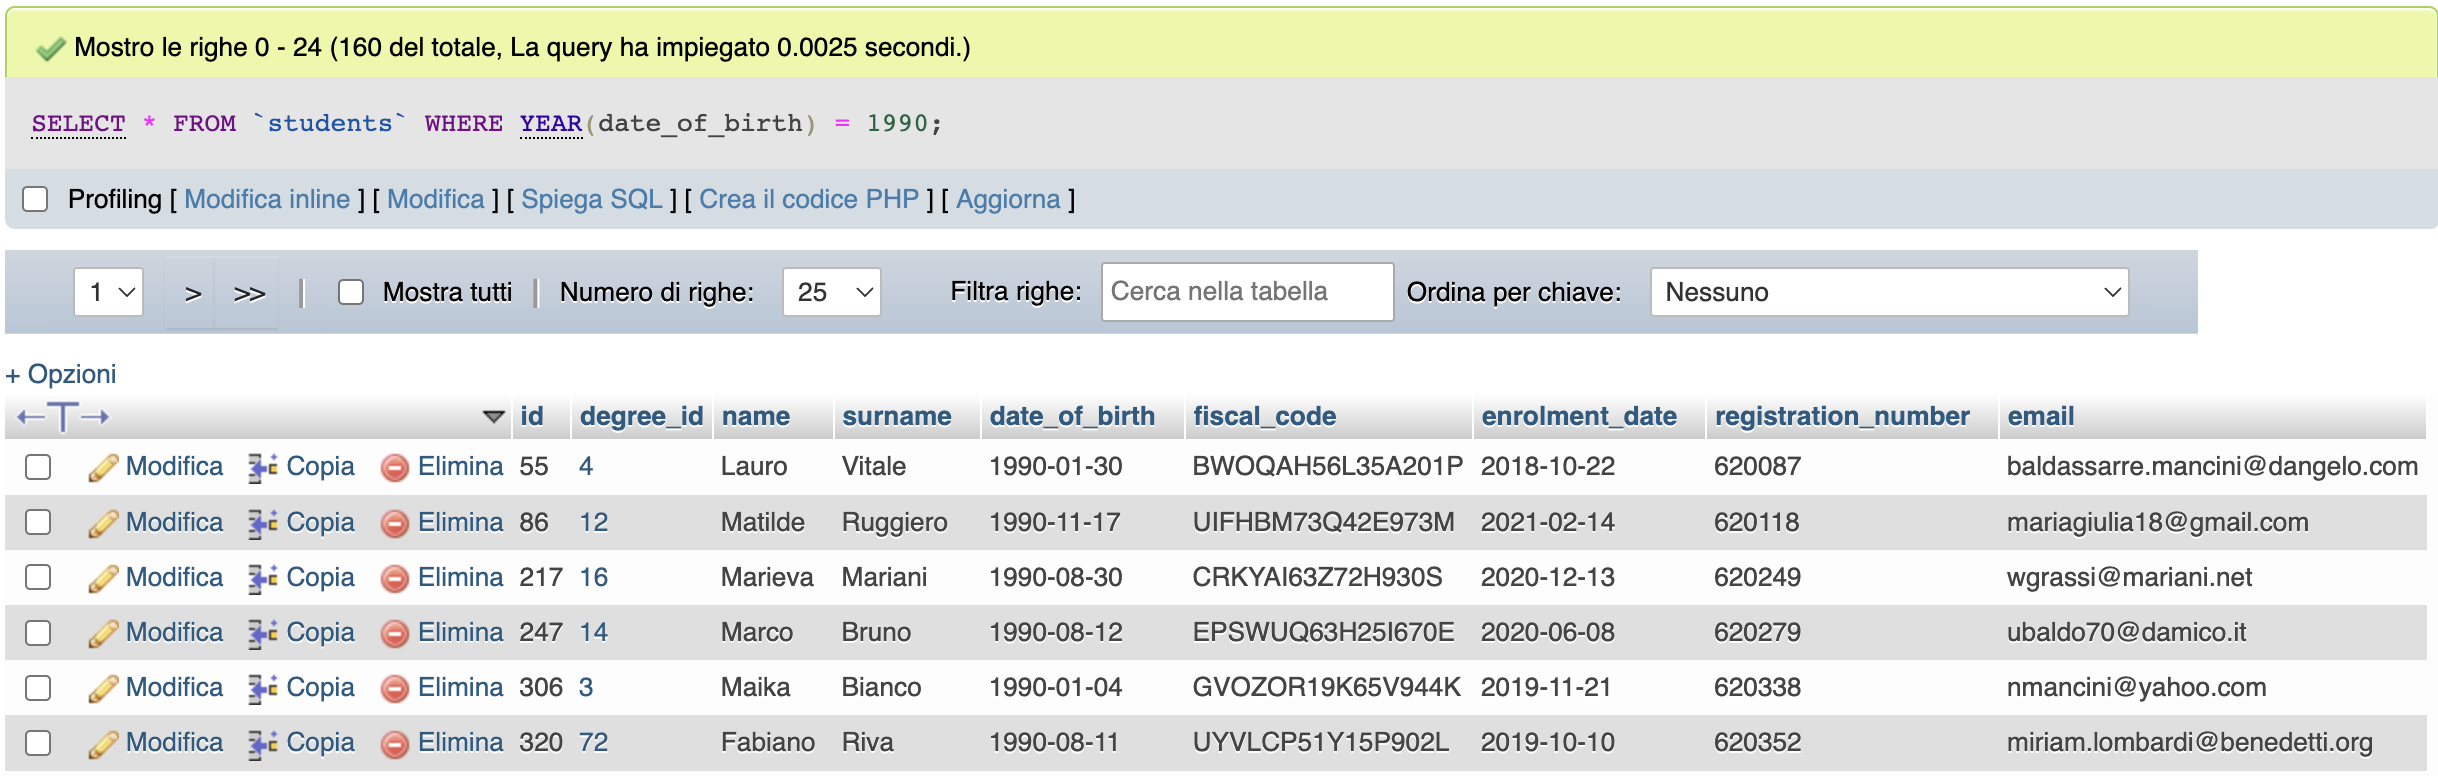 Mostro le righe 0 - 24 (160 del totale, La query ha impiegato 0.0025 secondi.)
SELECT * FROM `students` WHERE YEAR(date_of_birth) = 1990;
Profiling [ Modifica inline ] [ Modifica ] [ Spiega SQL ] [ Crea il codice PHP ] [ Aggiorna ]
1 > >> | Mostra tutti | Numero di righe: 25 Filtra righe: Cerca nella tabella Ordina per chiave: Nessuno
+ Opzioni
←T→ id degree_id name surname date_of_birth fiscal_code enrolment_date registration_number email
Modifica Copia Elimina 55 4 Lauro Vitale 1990-01-30 BWOQAH56L35A201P 2018-10-22 620087 baldassarre.mancini@dangelo.com
Modifica Copia Elimina 86 12 Matilde Ruggiero 1990-11-17 UIFHBM73Q42E973M 2021-02-14 620118 mariagiulia18@gmail.com
Modifica Copia Elimina 217 16 Marieva Mariani 1990-08-30 CRKYAI63Z72H930S 2020-12-13 620249 wgrassi@mariani.net
Modifica Copia Elimina 247 14 Marco Bruno 1990-08-12 EPSWUQ63H25I670E 2020-06-08 620279 ubaldo70@damico.it
Modifica Copia Elimina 306 3 Maika Bianco 1990-01-04 GVOZOR19K65V944K 2019-11-21 620338 nmancini@yahoo.com
Modifica Copia Elimina 320 72 Fabiano Riva 1990-08-11 UYVLCP51Y15P902L 2019-10-10 620352 miriam.lombardi@benedetti.org